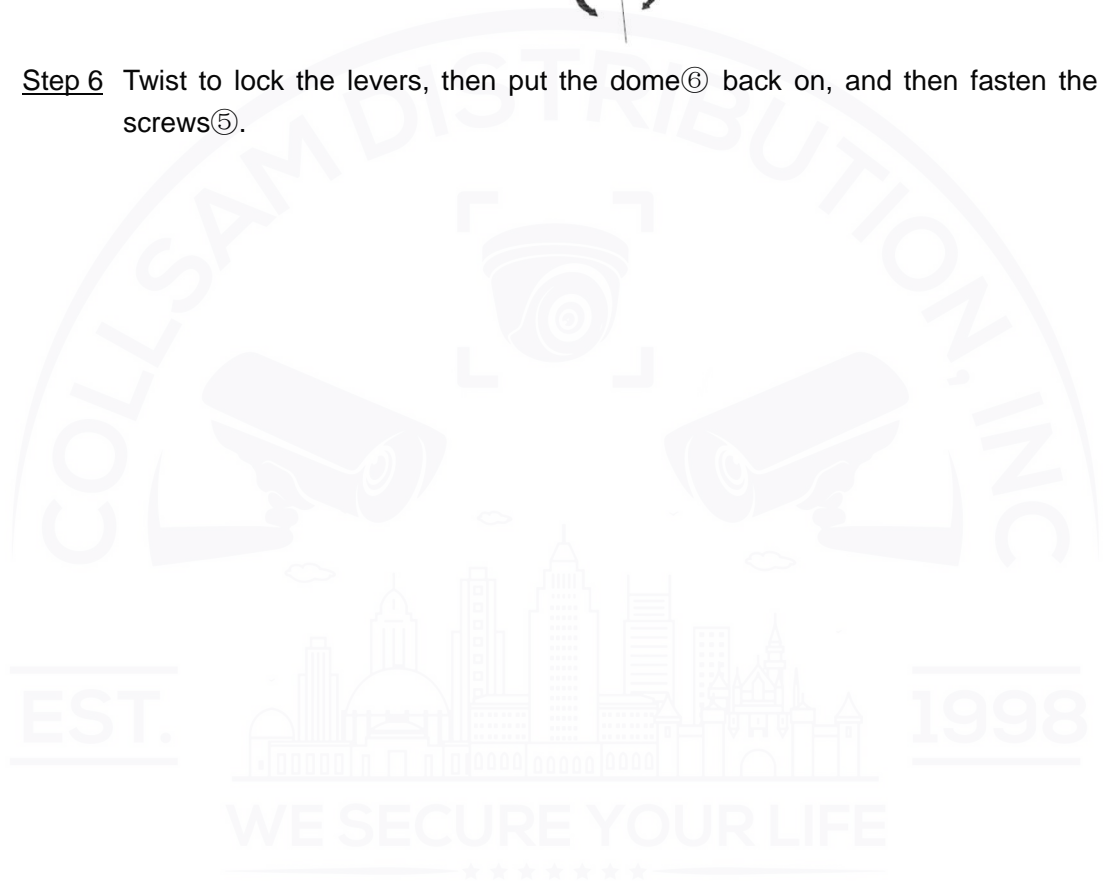 Step 6 Twist to lock the levers, then put the dome⑥ back on, and then fasten the
screws⑤.
COLLSAM DISTRIBUTION, INC
EST. 1998
WE SECURE YOUR LIFE